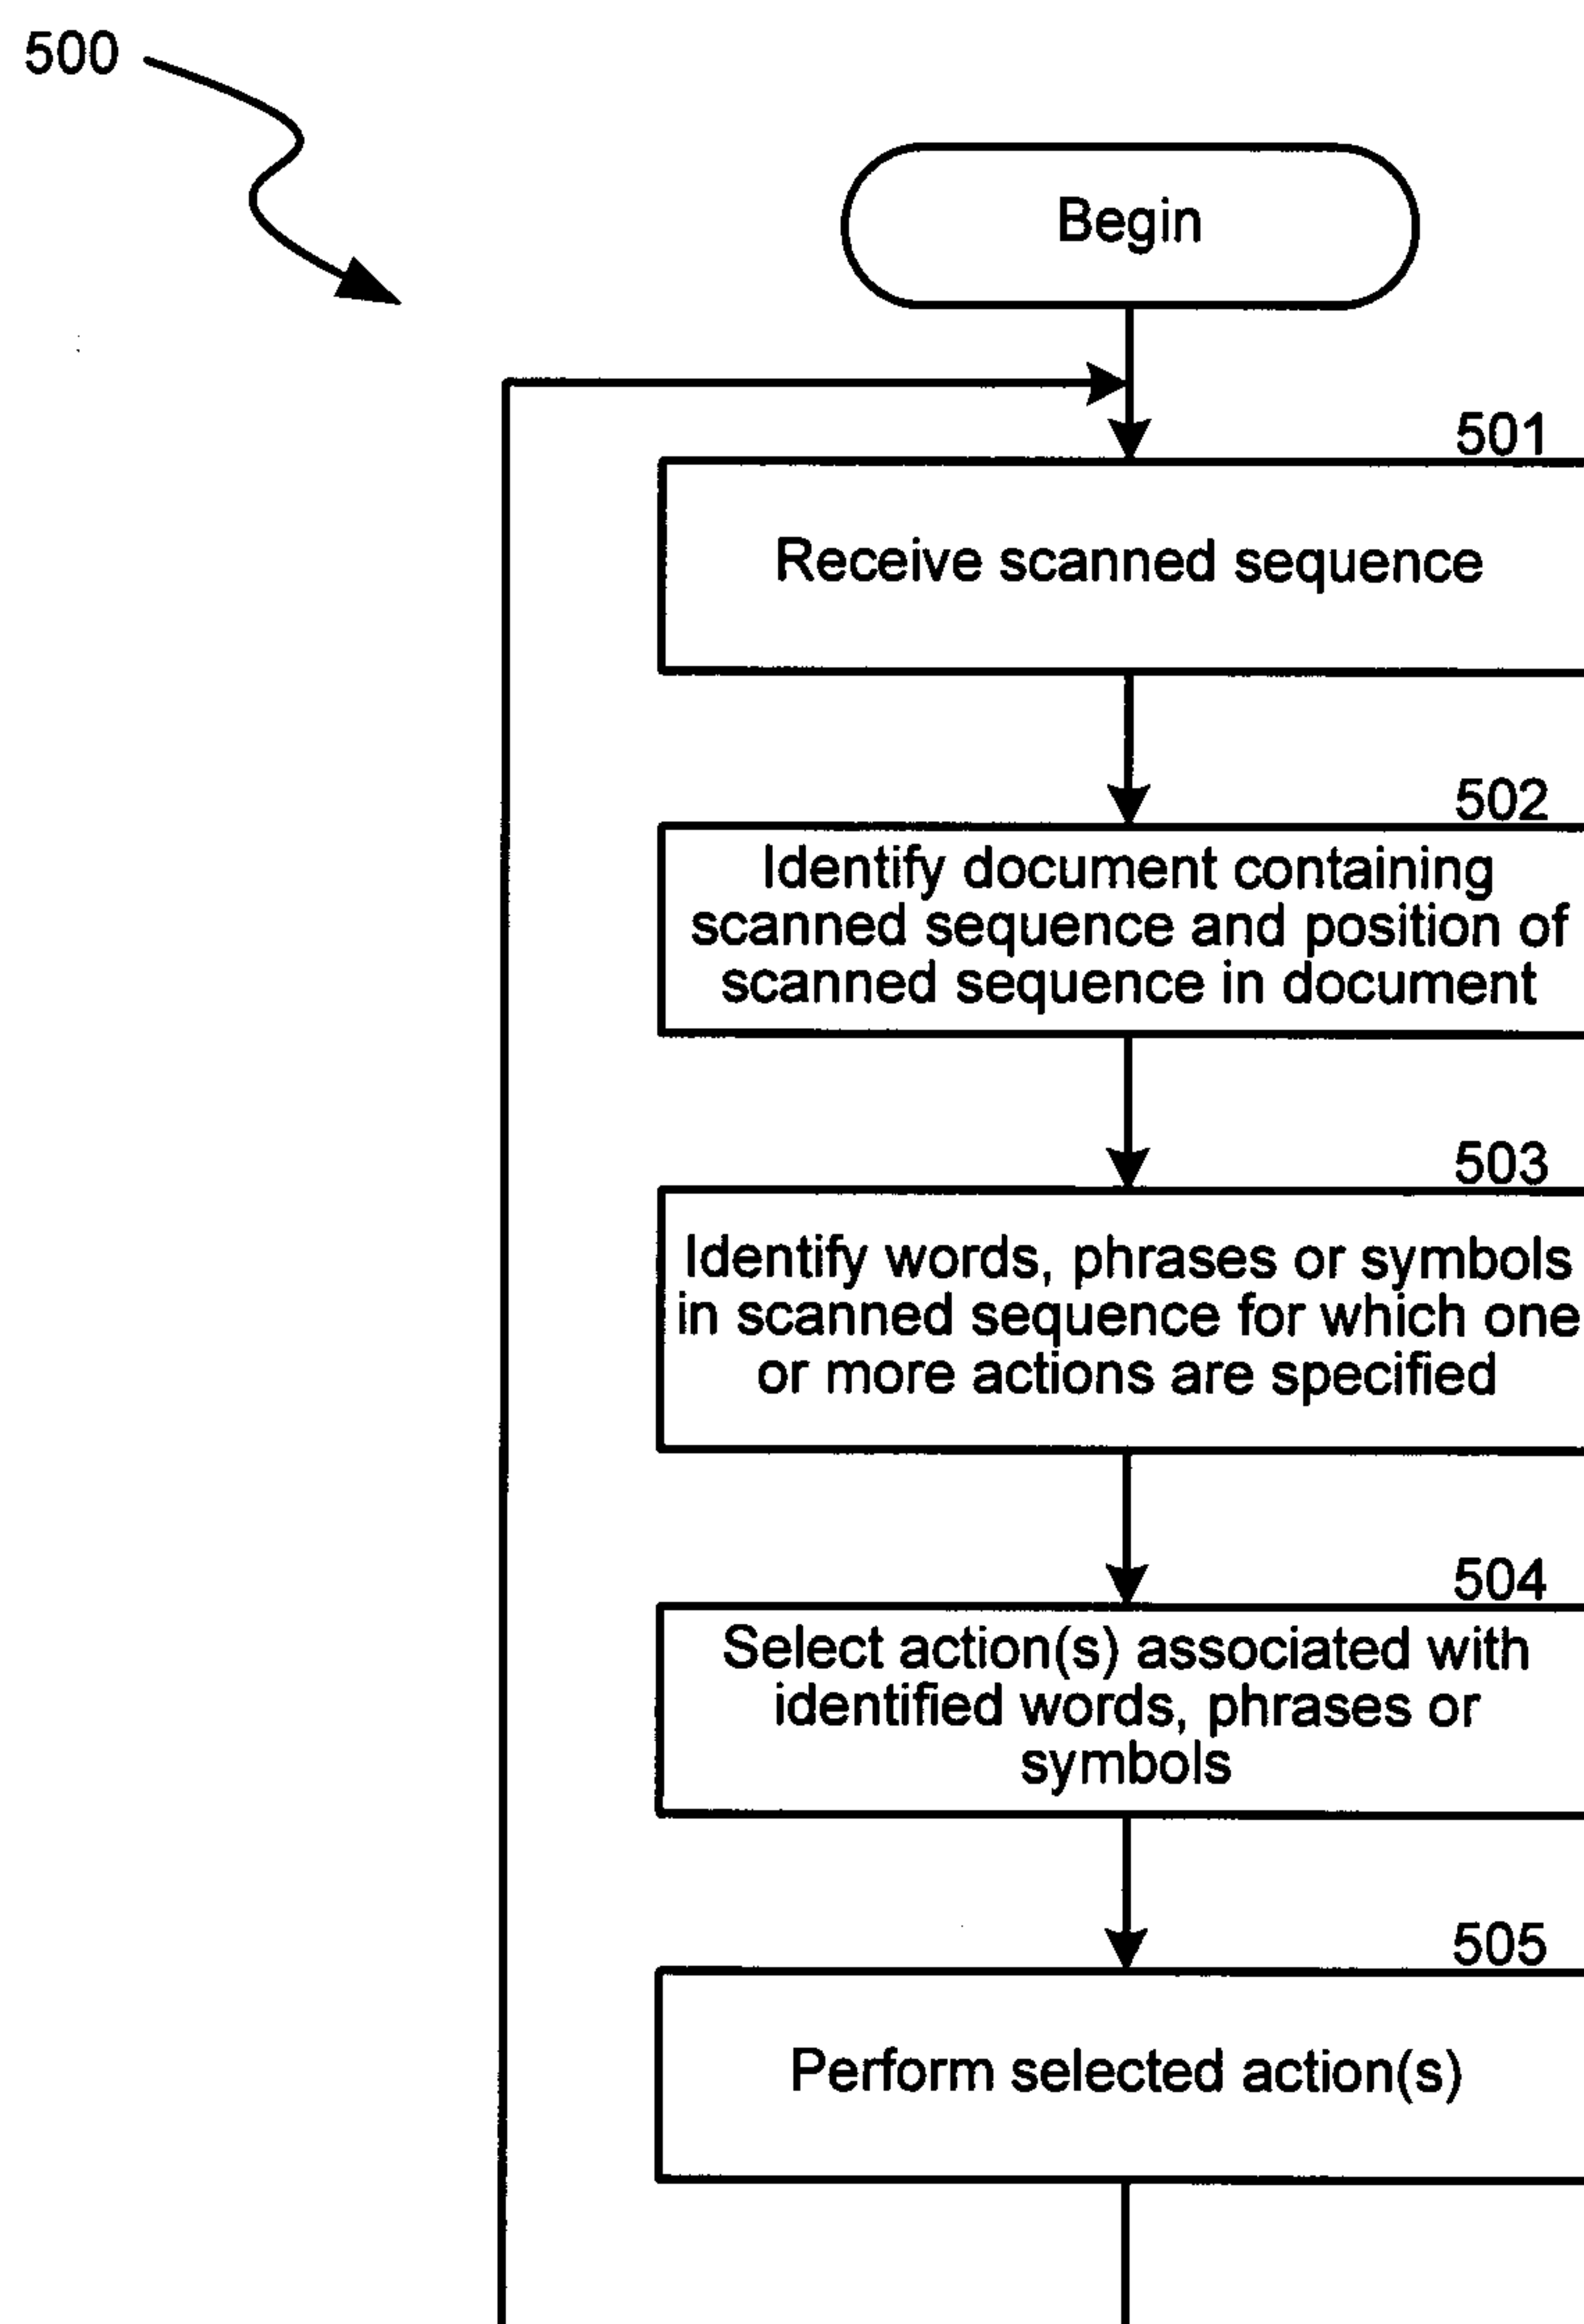 500
Begin
501
Receive scanned sequence
502
Identify document containing
scanned sequence and position of
scanned sequence in document
503
Identify words, phrases or symbols
in scanned sequence for which one
or more actions are specified
504
Select action(s) associated with
identified words, phrases or
symbols
505
Perform selected action(s)